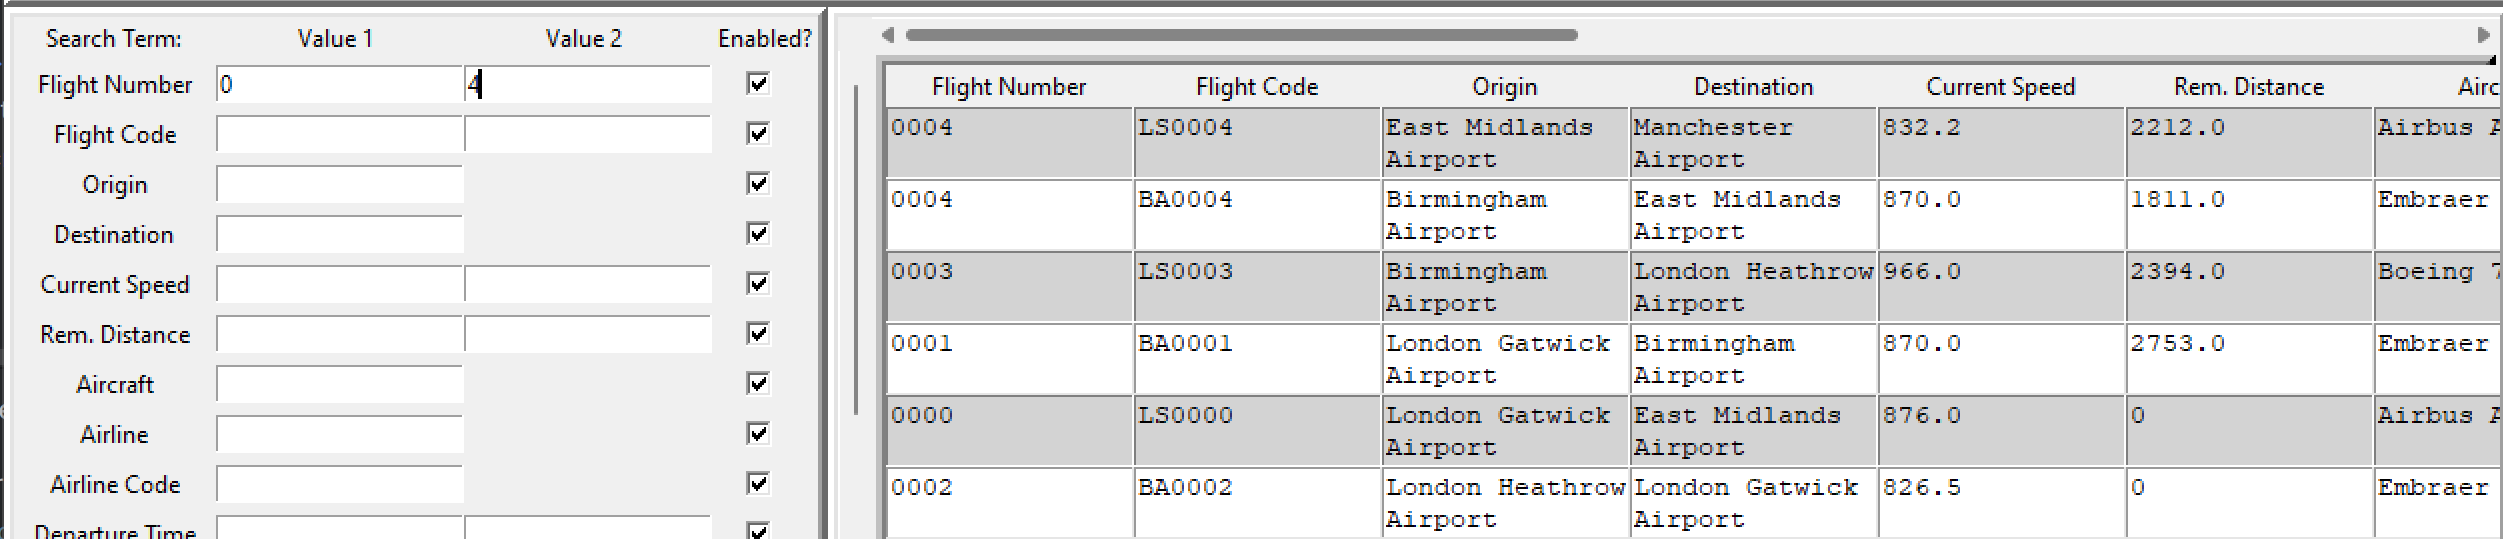 Search Term: Value 1 Value 2 Enabled?
Flight Number 0 4
Flight Code
Origin
Destination
Current Speed
Rem. Distance
Aircraft
Airline
Airline Code
Departure Time
Flight Number Flight Code Origin Destination Current Speed Rem. Distance Airc
0004 LS0004 East Midlands Manchester 832.2 2212.0 Airbus A
Airport Airport
0004 BA0004 Birmingham East Midlands 870.0 1811.0 Embraer
Airport Airport
0003 LS0003 Birmingham London Heathrow 966.0 2394.0 Boeing 7
Airport Airport
0001 BA0001 London Gatwick Birmingham 870.0 2753.0 Embraer
Airport Airport
0000 LS0000 London Gatwick East Midlands 876.0 0 Airbus A
Airport Airport
0002 BA0002 London Heathrow London Gatwick 826.5 0 Embraer
Airport Airport